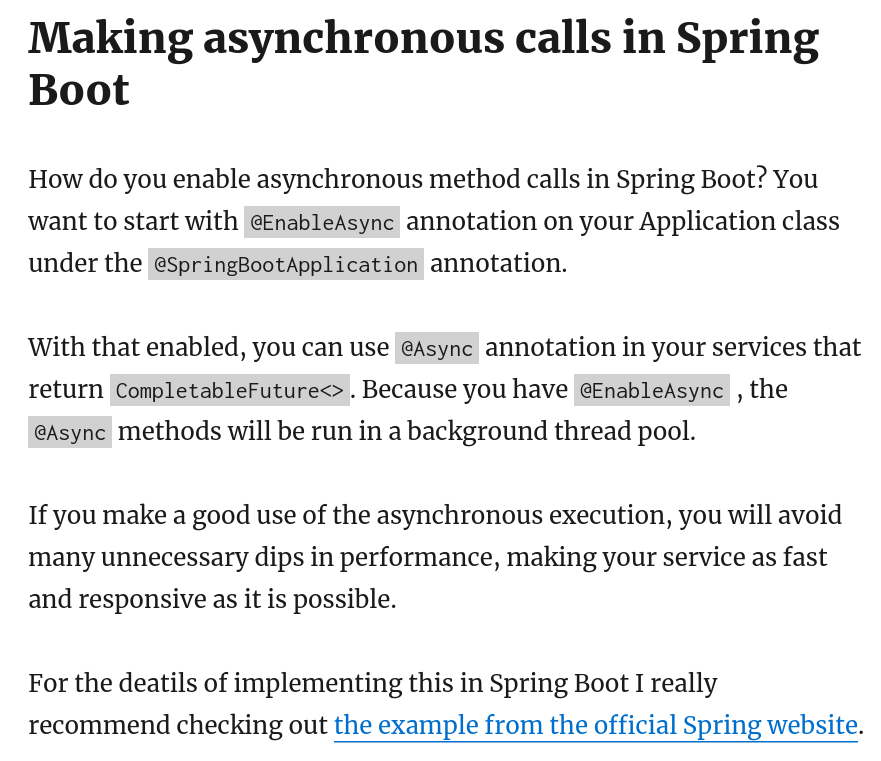 Making asynchronous calls in Spring
Boot
How do you enable asynchronous method calls in Spring Boot? You
want to start with @EnableAsync annotation on your Application class
under the @SpringBootApplication annotation.
With that enabled, you can use @Async annotation in your services that
return CompletableFuture<>. Because you have @EnableAsync , the
@Async methods will be run in a background thread pool.
If you make a good use of the asynchronous execution, you will avoid
many unnecessary dips in performance, making your service as fast
and responsive as it is possible.
For the deatils of implementing this in Spring Boot I really
recommend checking out the example from the official Spring website.